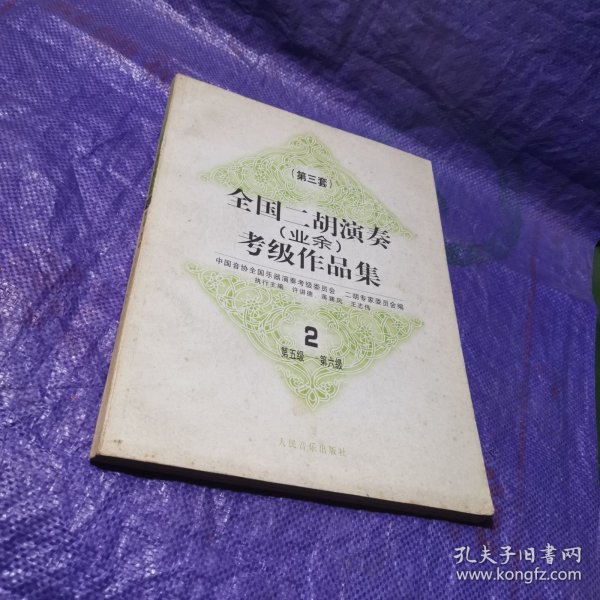 （第三套）
全国二胡演奏
（业余）
考级作品集
中国音协全国乐器演奏考级委员会 二胡专家委员会编
执行主编 许讲德 蒋巽风 王志伟
2
第五级——第六级
人民音乐出版社
孔夫子旧书网
www.kongfz.com